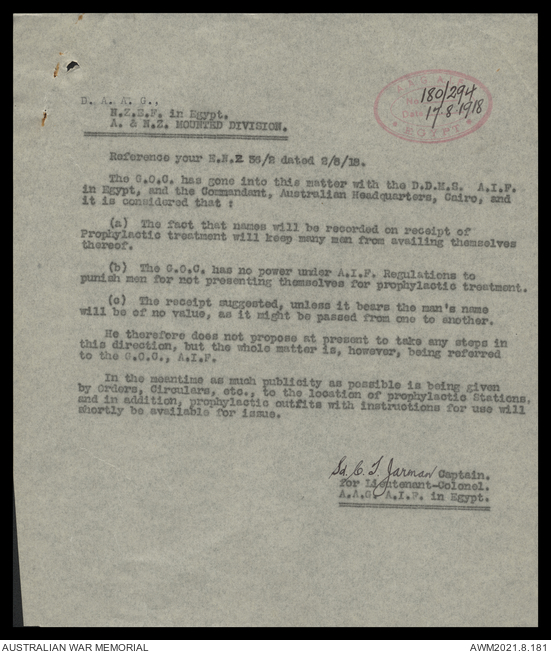 180/294
17.8.1918
EGYPT
D. A. A. G.,
N.Z.E.F. in Egypt.
A. & N.Z. MOUNTED DIVISION.
Reference your E.N.Z 36/2 dated 2/8/18.
The G.O.C. has gone into this matter with the D.D.M.S. A.I.F.
in Egypt, and the Commandant, Australian Headquarters, Cairo, and
it is considered that :
(a) The fact that names will be recorded on receipt of
Prophylactic treatment will keep many men from availing themselves
thereof.
(b) The G.O.C. has no power under A.I.F. Regulations to
punish men for not presenting themselves for prophylactic treatment.
(c) The receipt suggested, unless it bears the man's name
will be of no value, as it might be passed from one to another.
He therefore does not propose at present to take any steps in
this direction, but the whole matter is, however, being referred
to the G.O.C., A.I.F.
In the meantime as much publicity as possible is being given
by Orders, Circulars, etc., to the location of prophylactic Stations,
and in addition, prophylactic outfits with instructions for use will
shortly be available for issue.
Sd. C. T. Jarman Captain.
for Lieutenant-Colonel.
A.A.G. A.I.F. in Egypt.
AUSTRALIAN WAR MEMORIAL
AWM2021.8.181